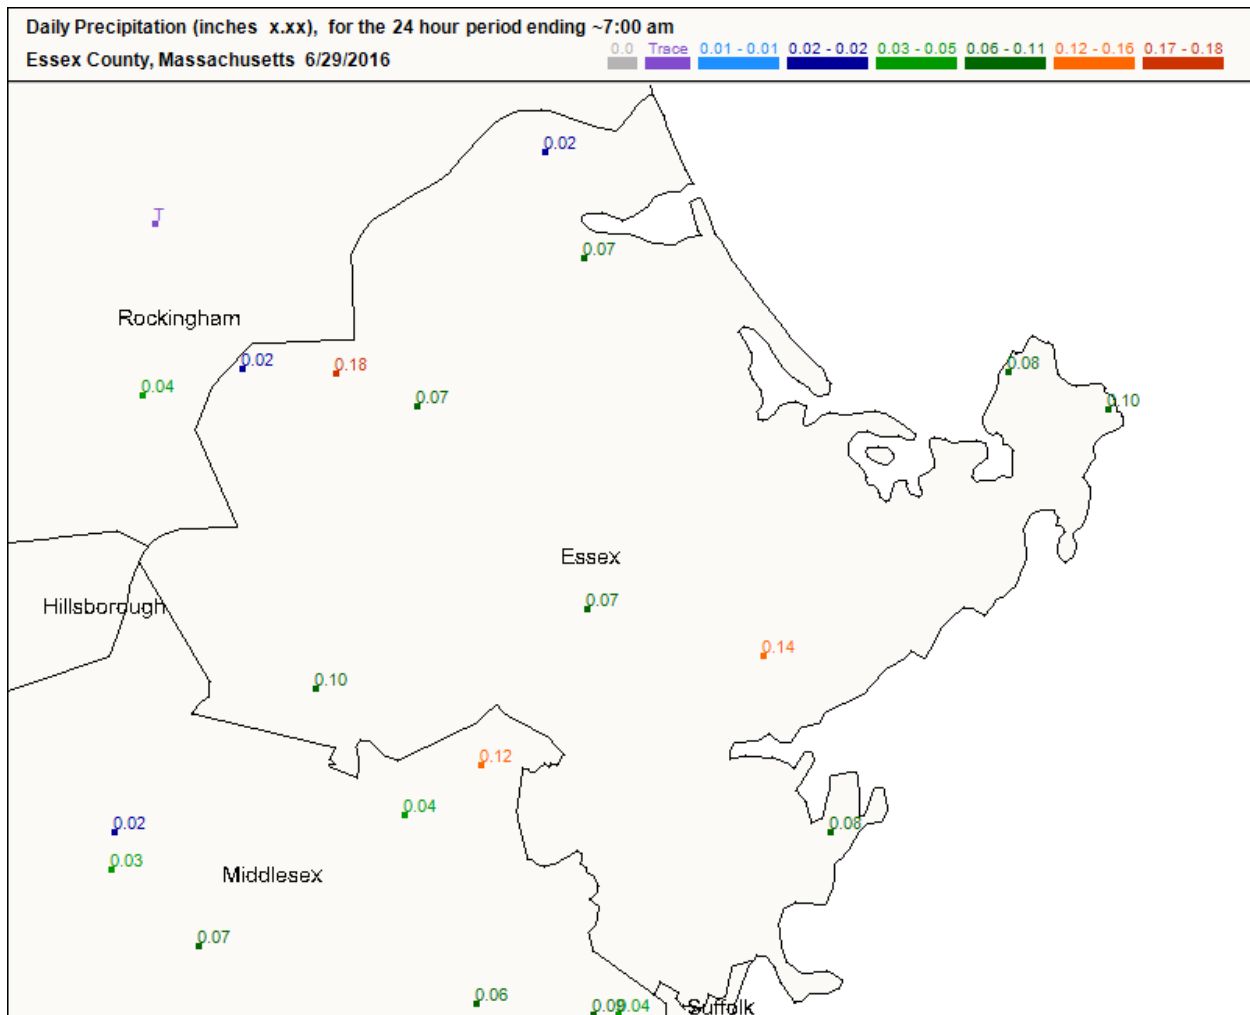 Daily Precipitation (inches x.xx), for the 24 hour period ending ~7:00 am
Essex County, Massachusetts 6/29/2016
0.0 Trace 0.01 - 0.01 0.02 - 0.02 0.03 - 0.05 0.06 - 0.11 0.12 - 0.16 0.17 - 0.18
0.02
T
0.07
Rockingham
0.02
0.18
0.08
0.04
0.07
0.10
Essex
Hillsborough
0.07
0.14
0.10
0.12
0.04
0.02
0.08
0.03
Middlesex
0.07
0.06
0.09
0.04
Suffolk